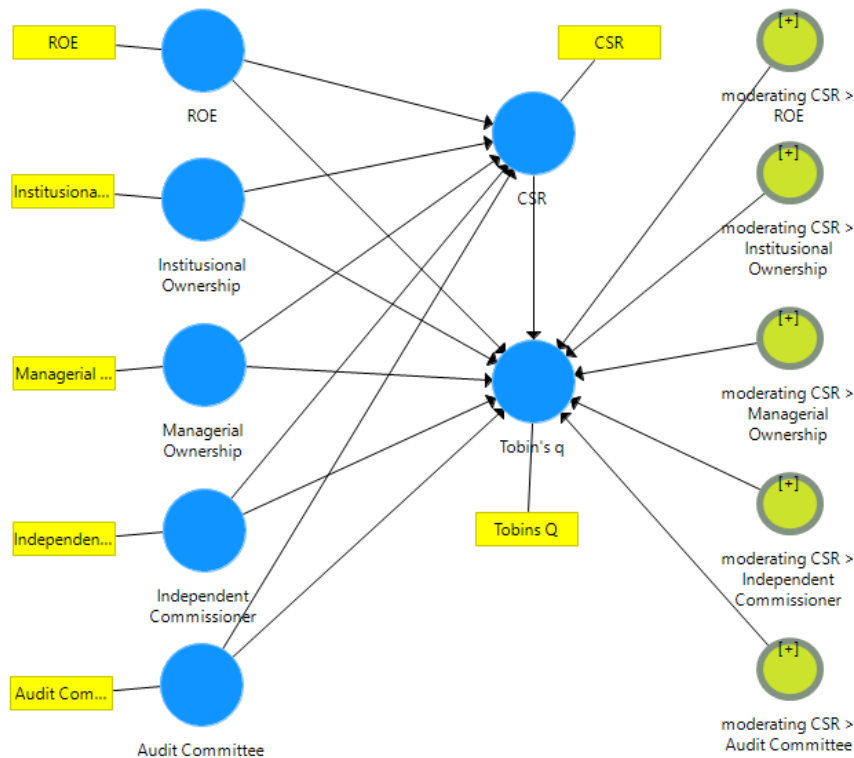 ROE
ROE
Institusiona...
Institusional
Ownership
Managerial ...
Managerial
Ownership
Independen...
Independent
Commissioner
Audit Com...
Audit Committee
CSR
CSR
Tobin's q
Tobins Q
[+]
moderating CSR >
ROE
[+]
moderating CSR >
Institutional
Ownership
[+]
moderating CSR >
Managerial
Ownership
[+]
moderating CSR >
Independent
Commissioner
[+]
moderating CSR >
Audit Committee